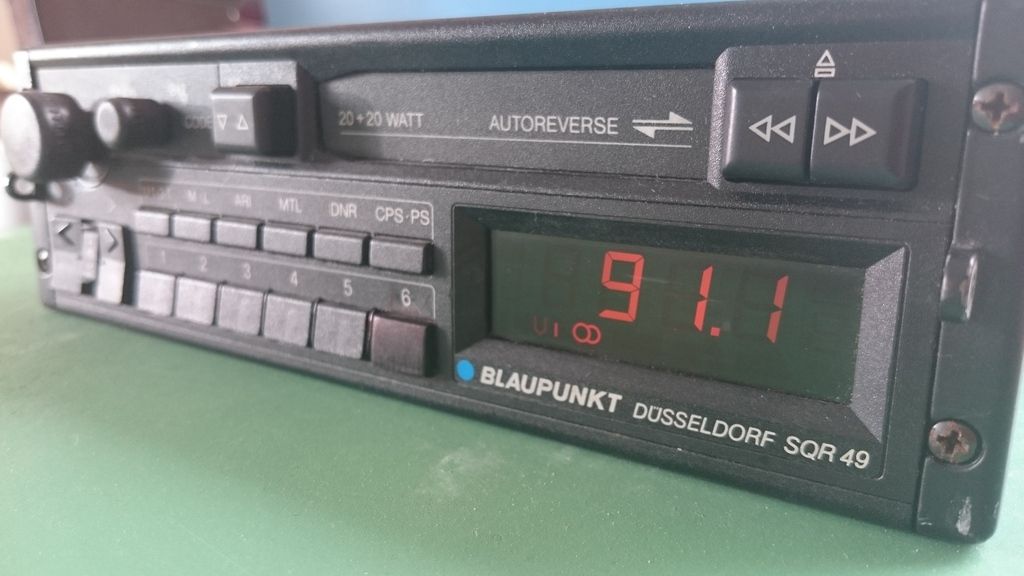 20+20 WATT AUTOREVERSE
M L ARI MTL DNR CPS·PS
1 2 3 4 5 6
91.1
U I
BLAUPUNKT DÜSSELDORF SQR 49